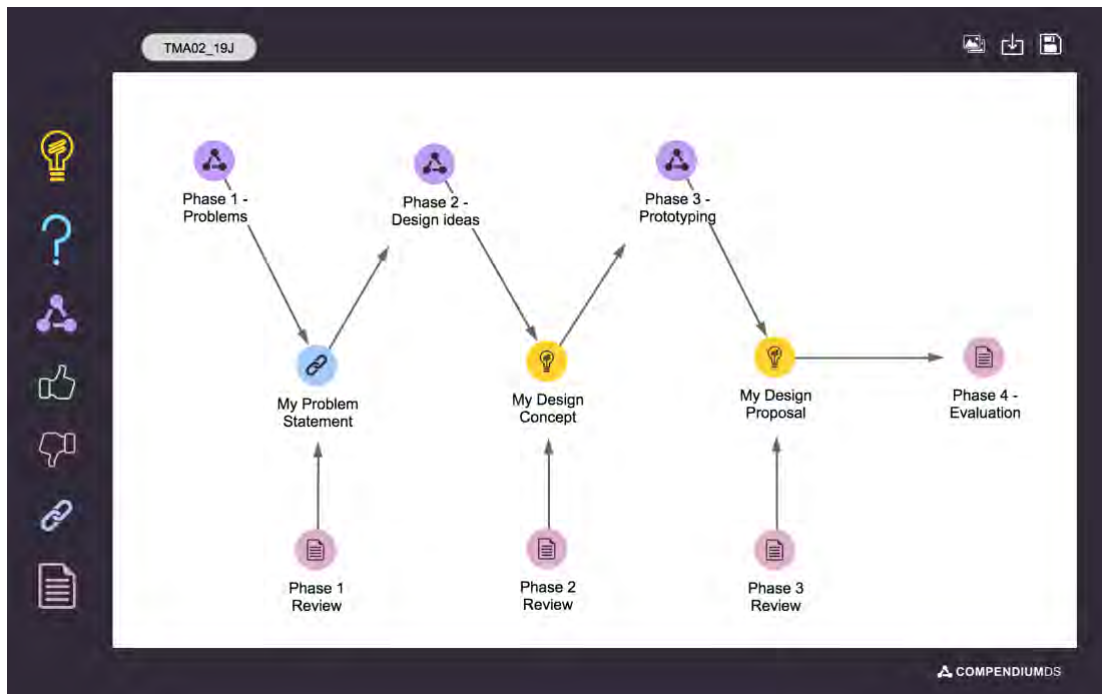 TMA02_19J
Phase 1 -
Problems
Phase 2 -
Design ideas
Phase 3 -
Prototyping
My Problem
Statement
My Design
Concept
My Design
Proposal
Phase 4 -
Evaluation
Phase 1
Review
Phase 2
Review
Phase 3
Review
COMPENDIUMDS